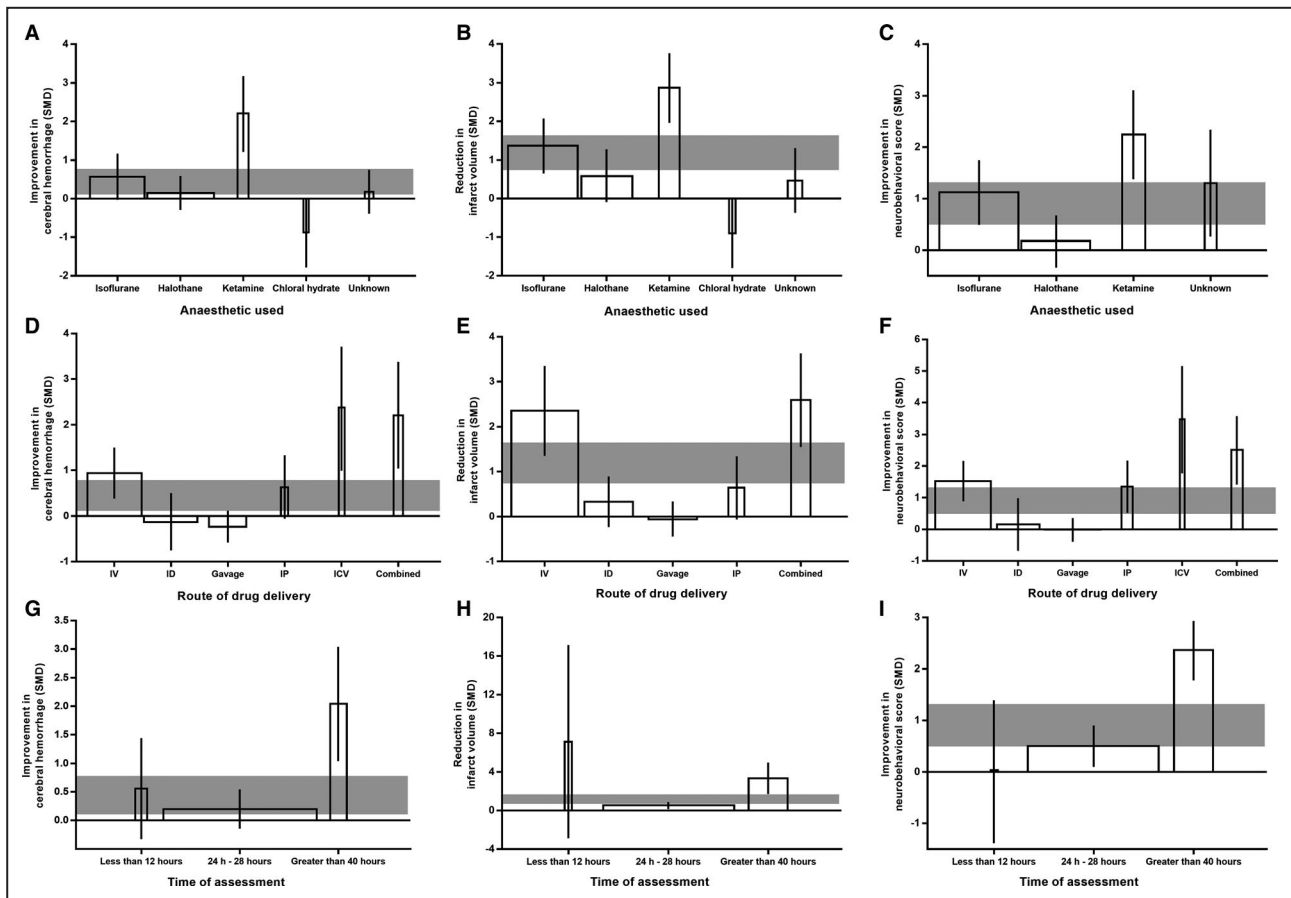 A
Improvement in
cerebral hemorrhage (SMD)
4
3
2
1
0
-1
-2
Isoflurane Halothane Ketamine Chloral hydrate Unknown
Anaesthetic used
B
Reduction in
infarct volume (SMD)
4
3
2
1
0
-1
-2
Isoflurane Halothane Ketamine Chloral hydrate Unknown
Anaesthetic used
C
Improvement in
neurobehavioral score (SMD)
4
3
2
1
0
Isoflurane Halothane Ketamine Unknown
Anaesthetic used
D
Improvement in
cerebral hemorrhage (SMD)
4
3
2
1
0
-1
IV ID Gavage IP ICV Combined
Route of drug delivery
E
Reduction in
infarct volume (SMD)
4
3
2
1
0
-1
IV ID Gavage IP Combined
Route of drug delivery
F
Improvement in
neurobehavioral score (SMD)
6
5
4
3
2
1
0
-1
IV ID Gavage IP ICV Combined
Route of drug delivery
G
Improvement in
cerebral hemorrhage (SMD)
3.5
3.0
2.5
2.0
1.5
1.0
0.5
0.0
Less than 12 hours 24 h - 28 hours Greater than 40 hours
Time of assessment
H
Reduction in
infarct volume (SMD)
20
16
12
8
4
0
-4
Less than 12 hours 24 h - 28 hours Greater than 40 hours
Time of assessment
I
Improvement in
neurobehavioral score (SMD)
3
2
1
0
-1
Less than 12 hours 24 h - 28 hours Greater than 40 hours
Time of assessment